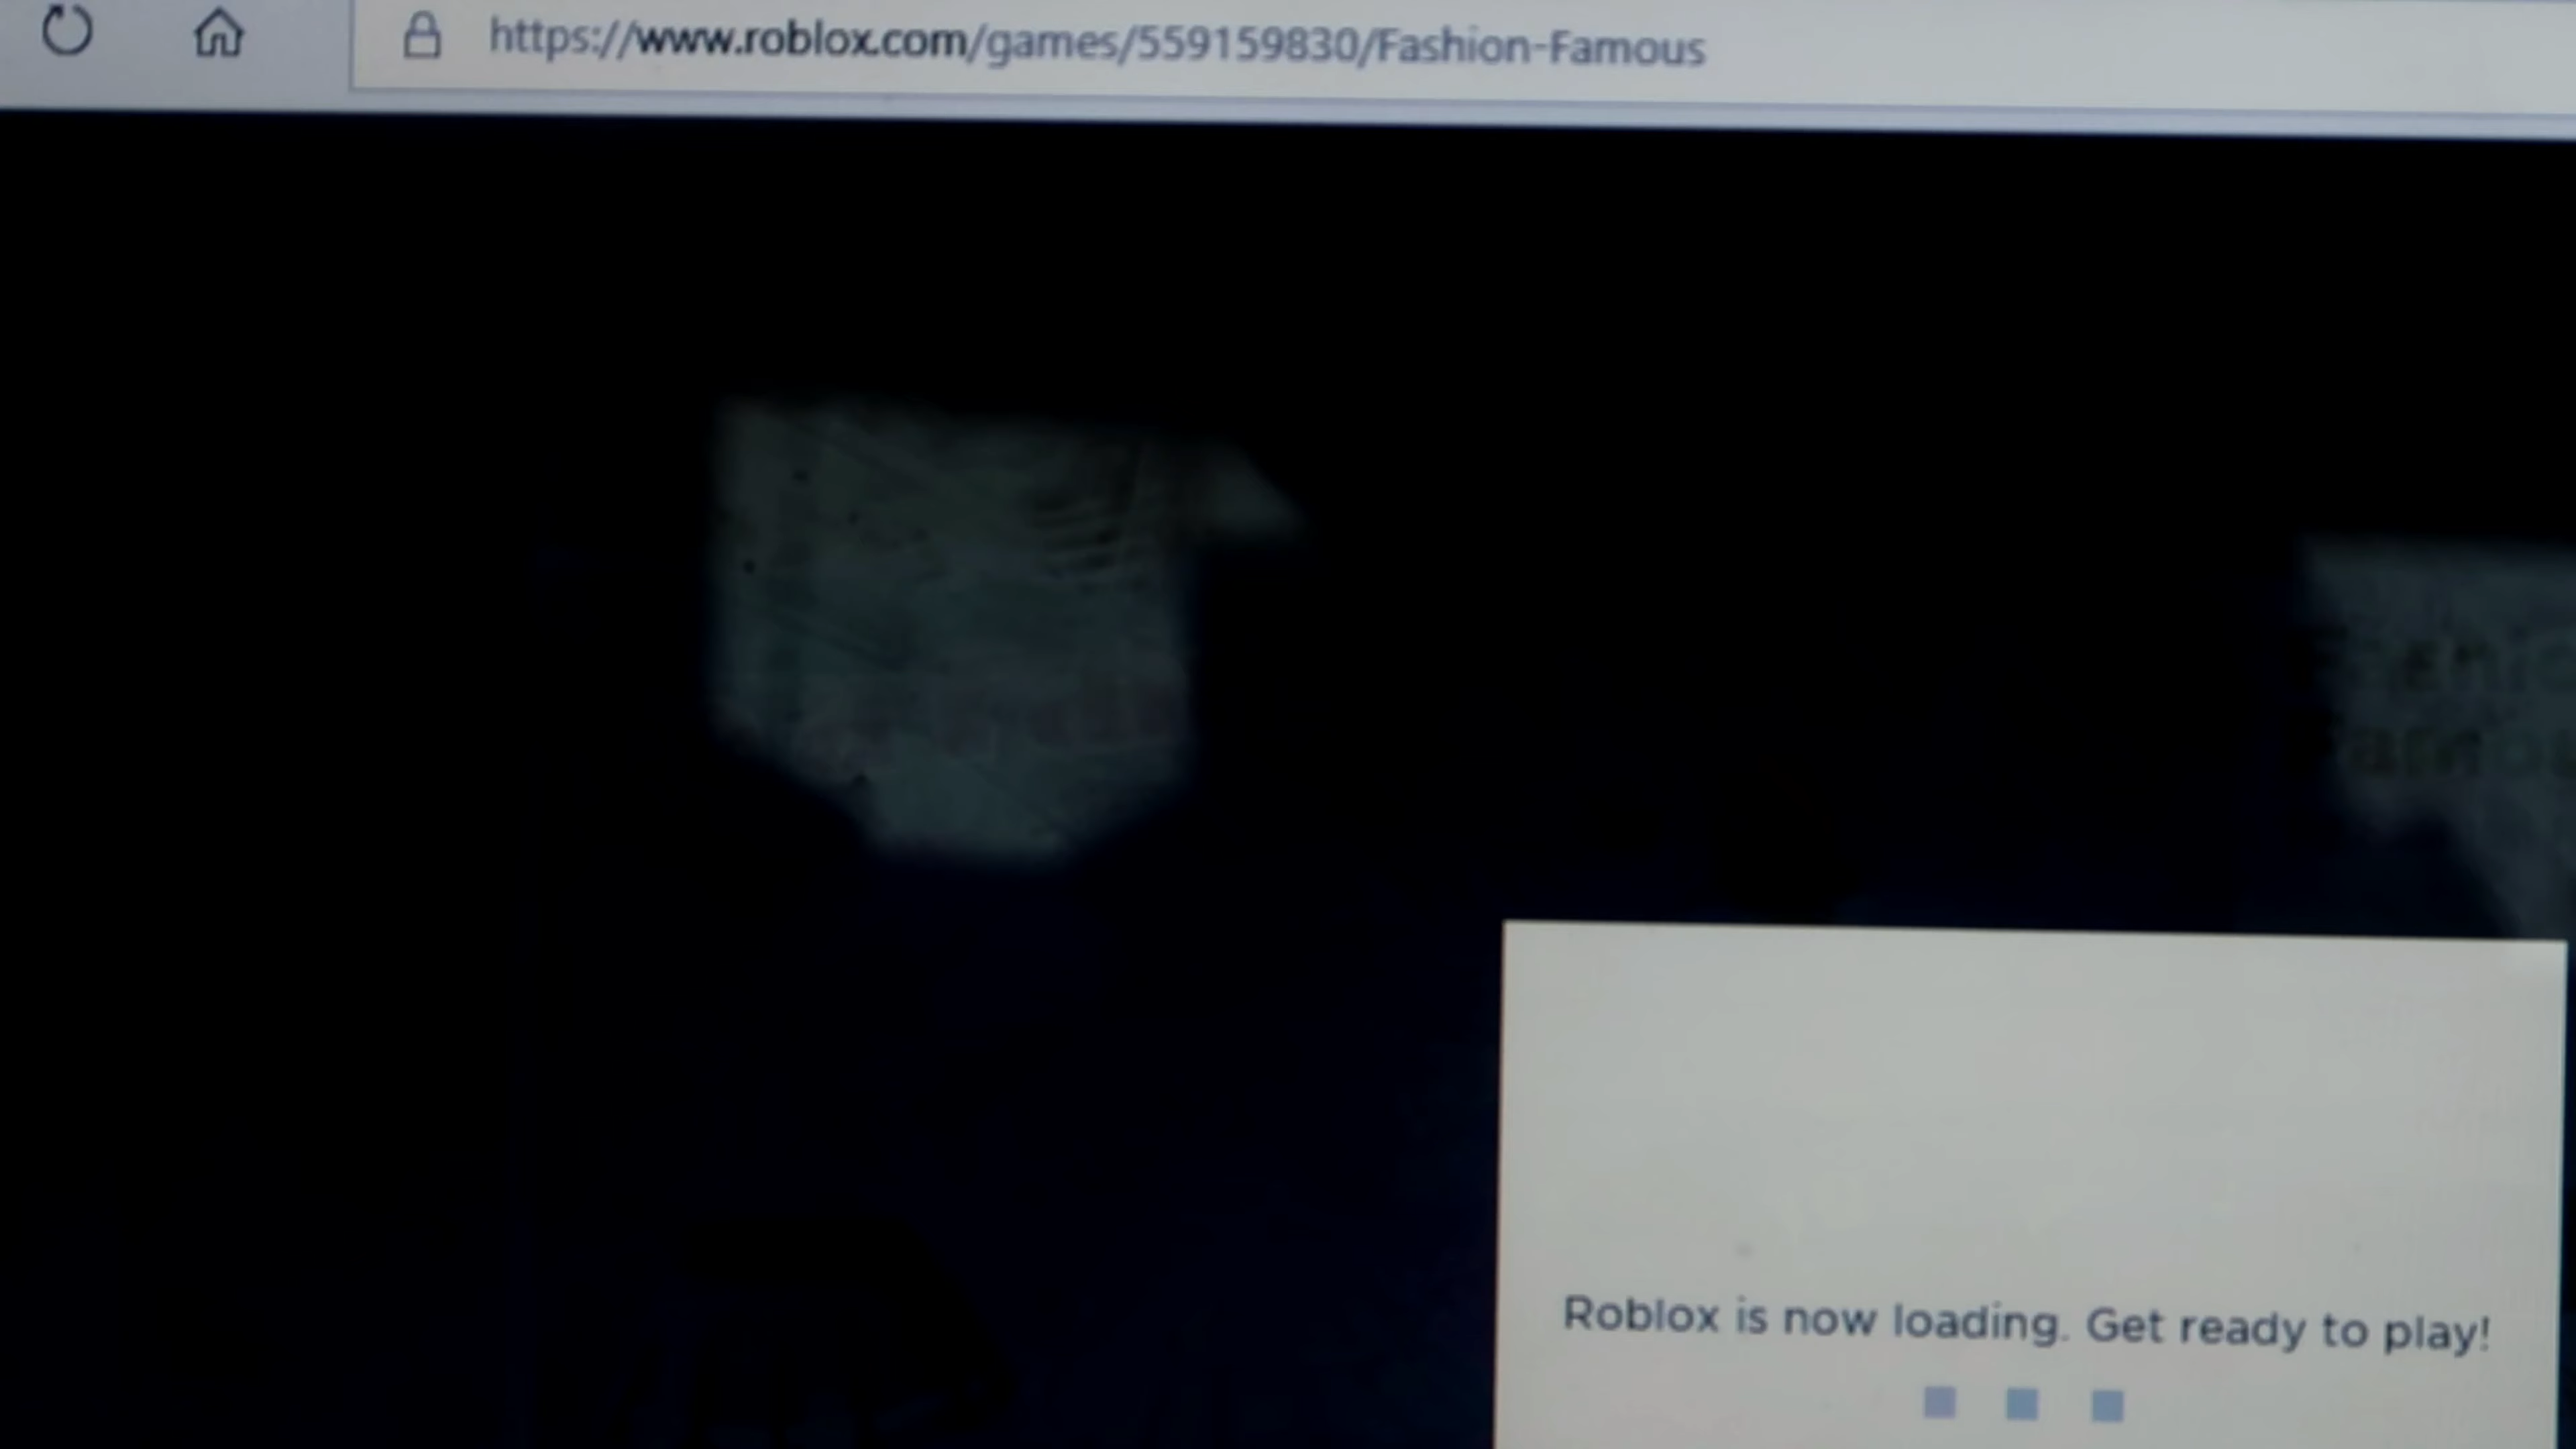 https://www.roblox.com/games/559159830/Fashion-Famous
Roblox is now loading. Get ready to play!